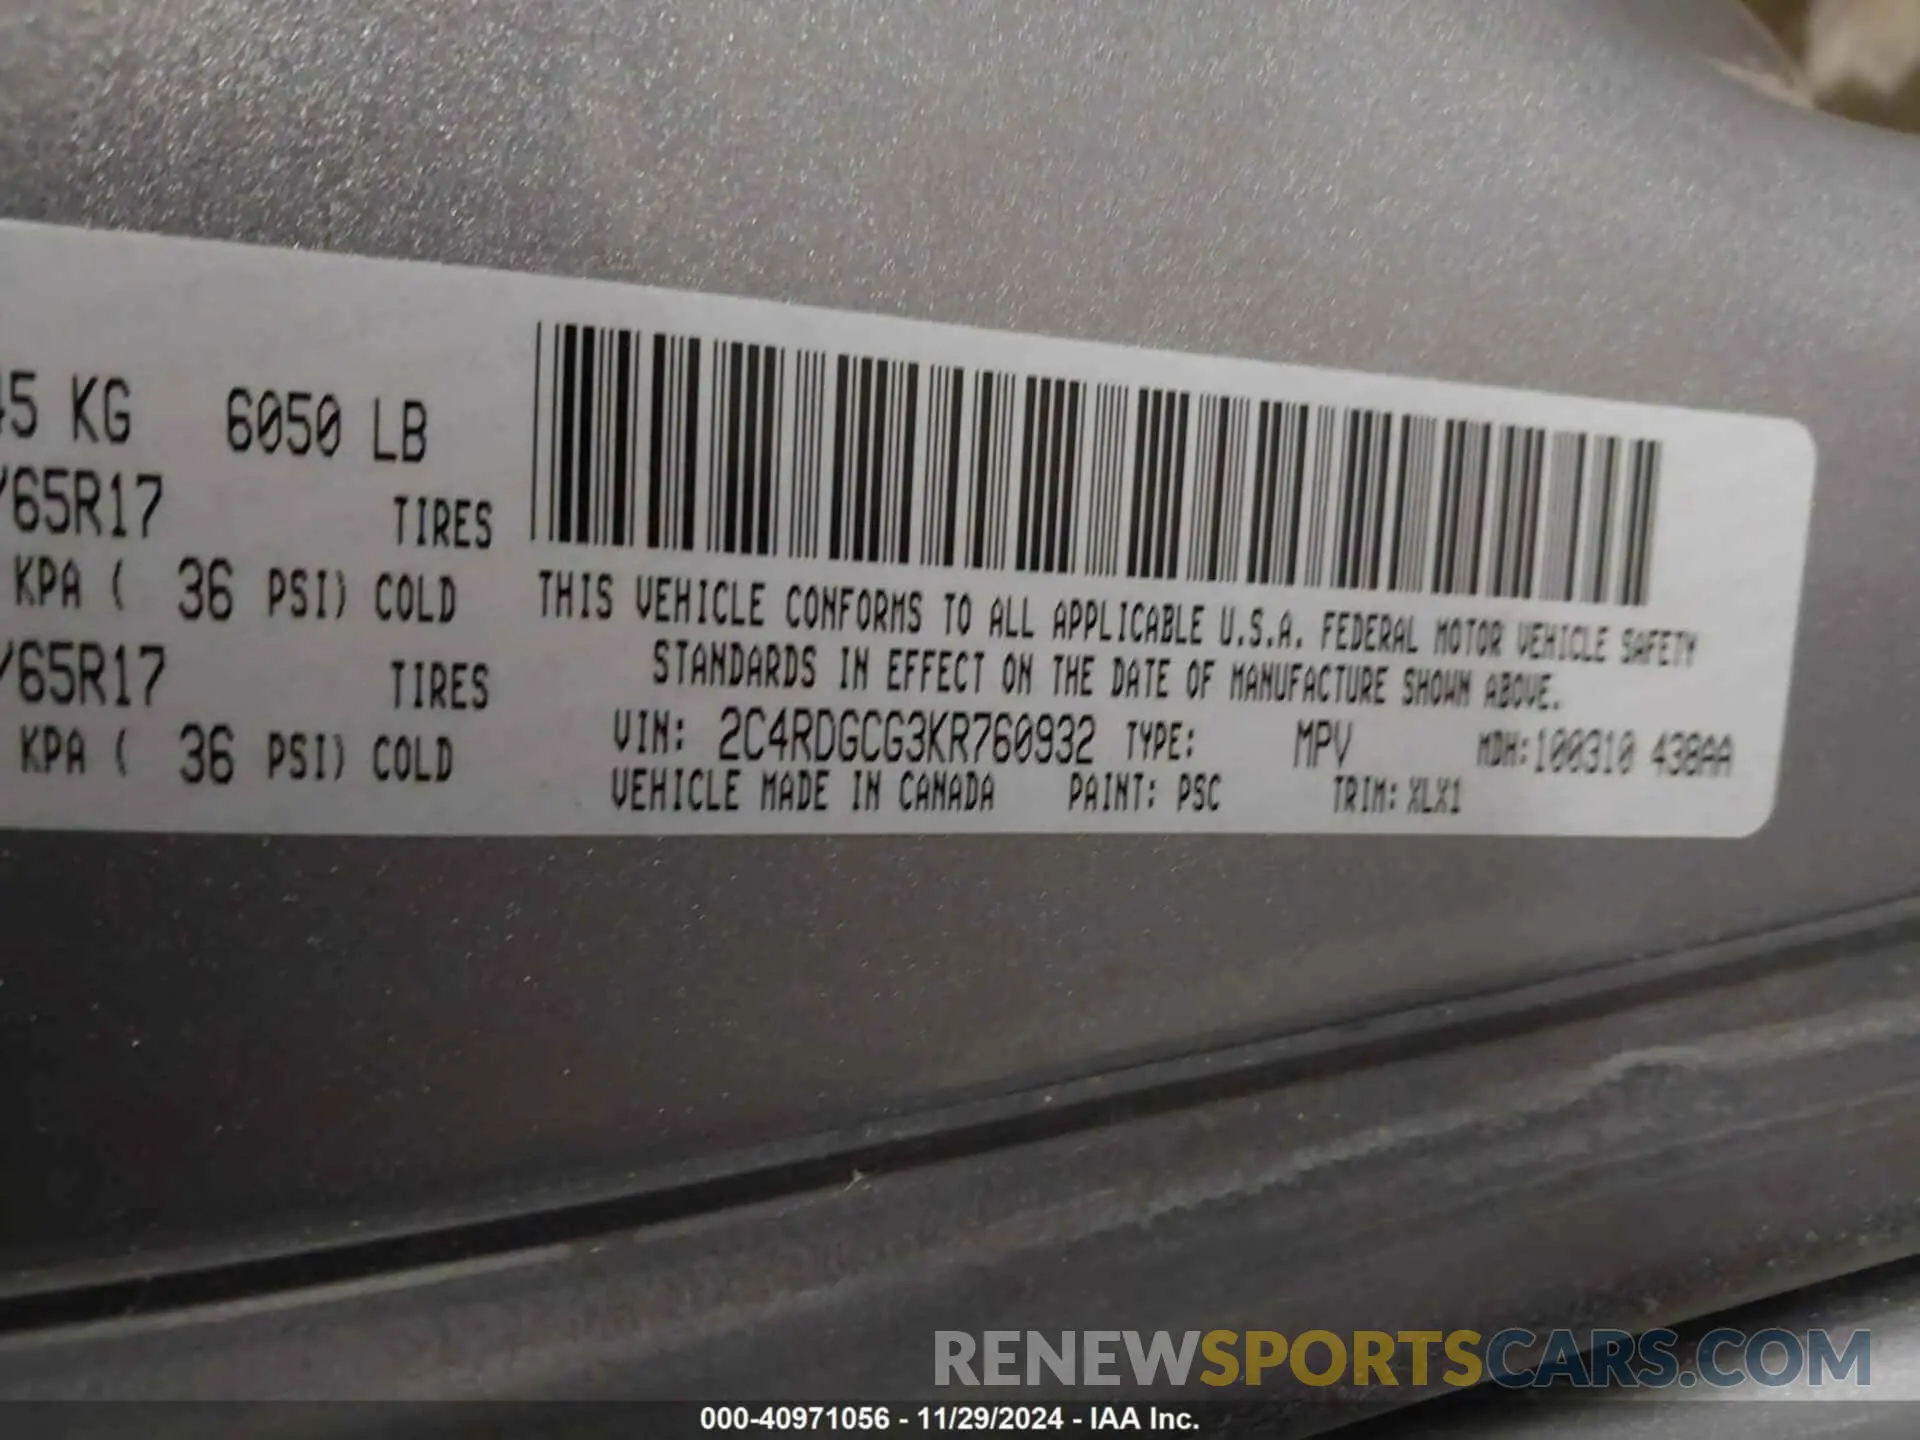 45 KG 6050 LB
/65R17 TIRES
KPA ( 36 PSI) COLD
/65R17 TIRES
KPA ( 36 PSI) COLD
THIS VEHICLE CONFORMS TO ALL APPLICABLE U.S.A. FEDERAL MOTOR VEHICLE SAFETY
STANDARDS IN EFFECT ON THE DATE OF MANUFACTURE SHOWN ABOVE.
VIN: 2C4RDGCG3KR760932 TYPE: MPV MDH:100310 438AA
VEHICLE MADE IN CANADA PAINT: PSC TRIM: XLX1
RENEWSPORTSCARS.COM
000-40971056 - 11/29/2024 - IAA Inc.